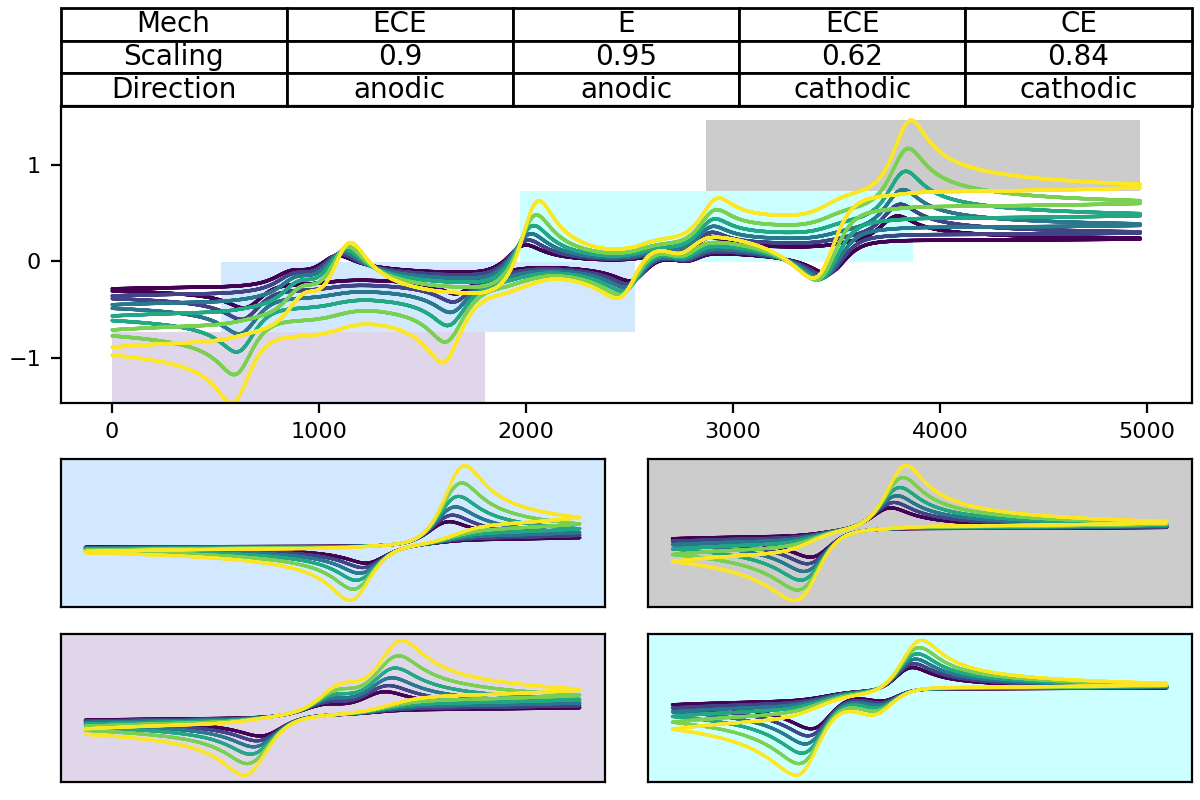 Mech ECE E ECE CE
Scaling 0.9 0.95 0.62 0.84
Direction anodic anodic cathodic cathodic
1
0
−1
0 1000 2000 3000 4000 5000